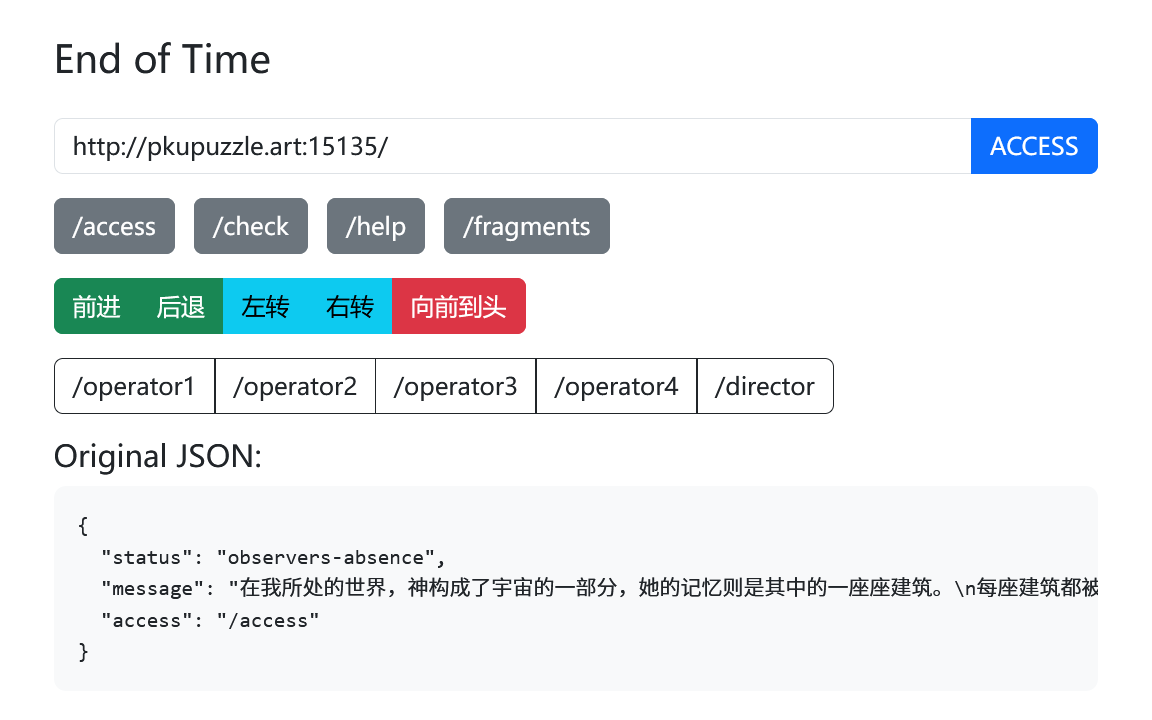 End of Time
http://pkupuzzle.art:15135/ ACCESS
/access /check /help /fragments
前进 后退 左转 右转 向前到头
/operator1 /operator2 /operator3 /operator4 /director
Original JSON:
{
"status": "observers-absence",
"message": "在我所处的世界，神构成了宇宙的一部分，她的记忆则是其中的一座座建筑。\n每座建筑都被
"access": "/access"
}